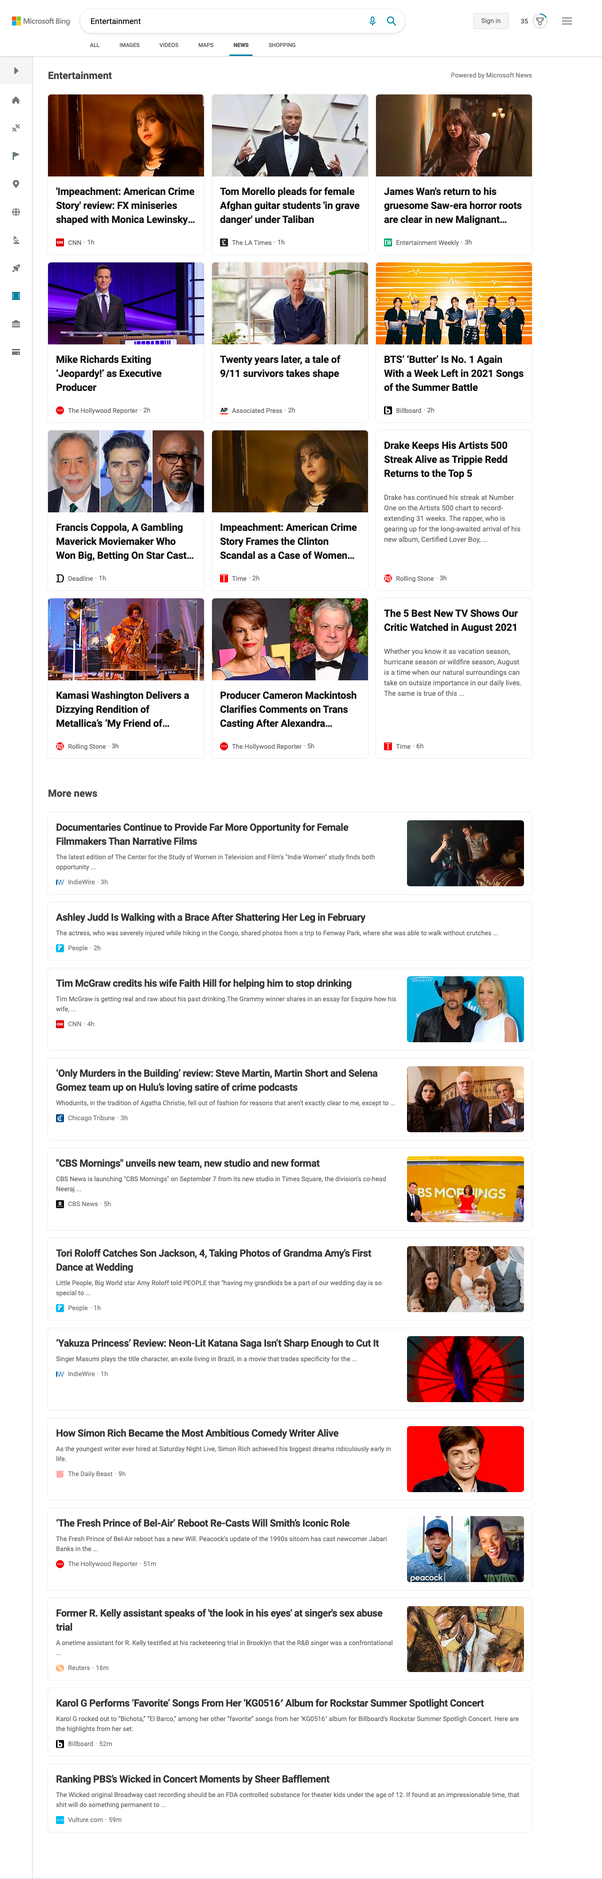 Microsoft Bing
Entertainment
Sign in
35
ALL
IMAGES
VIDEOS
MAPS
NEWS
SHOPPING
Entertainment
Powered by Microsoft News
'Impeachment: American Crime
Story' review: FX miniseries
shaped with Monica Lewinsky...
CNN · 1h
Tom Morello pleads for female
Afghan guitar students 'in grave
danger' under Taliban
The LA Times · 1h
James Wan's return to his
gruesome Saw-era horror roots
are clear in new Malignant...
Entertainment Weekly · 3h
Mike Richards Exiting
'Jeopardy!' as Executive
Producer
The Hollywood Reporter · 2h
Twenty years later, a tale of
9/11 survivors takes shape
AP
Associated Press · 2h
BTS' 'Butter' Is No. 1 Again
With a Week Left in 2021 Songs
of the Summer Battle
Billboard · 2h
Francis Coppola, A Gambling
Maverick Moviemaker Who
Won Big, Betting On Star Cast...
Deadline · 1h
Impeachment: American Crime
Story Frames the Clinton
Scandal as a Case of Women...
Time · 2h
Drake Keeps His Artists 500
Streak Alive as Trippie Redd
Returns to the Top 5
Drake has continued his streak at Number
One on the Artists 500 chart to record-
extending 31 weeks. The rapper, who is
gearing up for the long-awaited arrival of his
new album, Certified Lover Boy, ...
Rolling Stone · 3h
Kamasi Washington Delivers a
Dizzying Rendition of
Metallica's 'My Friend of...
Rolling Stone · 3h
Producer Cameron Mackintosh
Clarifies Comments on Trans
Casting After Alexandra...
The Hollywood Reporter · 5h
The 5 Best New TV Shows Our
Critic Watched in August 2021
Whether you know it as vacation season,
hurricane season or wildfire season, August
is a time when our natural surroundings can
take on outsize importance in our daily lives.
The same is true of this ...
Time · 6h
More news
Documentaries Continue to Provide Far More Opportunity for Female
Filmmakers Than Narrative Films
The latest edition of The Center for the Study of Women in Television and Film's "Indie Women" study finds both
opportunity ...
IndieWire · 3h
Ashley Judd Is Walking with a Brace After Shattering Her Leg in February
The actress, who was severely injured while hiking in the Congo, shared photos from a trip to Fenway Park, where she was able to walk without crutches ...
People · 2h
Tim McGraw credits his wife Faith Hill for helping him to stop drinking
Tim McGraw is getting real and raw about his past drinking.The Grammy winner shares in an essay for Esquire how his
wife, ...
CNN · 4h
'Only Murders in the Building' review: Steve Martin, Martin Short and Selena
Gomez team up on Hulu's loving satire of crime podcasts
Whodunits, in the tradition of Agatha Christie, fell out of fashion for reasons that aren't exactly clear to me, except to ...
Chicago Tribune · 3h
"CBS Mornings" unveils new team, new studio and new format
CBS News is launching "CBS Mornings" on September 7 from its new studio in Times Square, the division's co-head
Neeraj ...
CBS News · 5h
BS MORNINGS
Tori Roloff Catches Son Jackson, 4, Taking Photos of Grandma Amy's First
Dance at Wedding
Little People, Big World star Amy Roloff told PEOPLE that "having my grandkids be a part of our wedding day is so
special to ...
People · 1h
'Yakuza Princess' Review: Neon-Lit Katana Saga Isn't Sharp Enough to Cut It
Singer Masumi plays the title character, an exile living in Brazil, in a movie that trades specificity for the ...
IndieWire · 1h
How Simon Rich Became the Most Ambitious Comedy Writer Alive
As the youngest writer ever hired at Saturday Night Live, Simon Rich achieved his biggest dreams ridiculously early in
life.
The Daily Beast · 9h
'The Fresh Prince of Bel-Air' Reboot Re-Casts Will Smith's Iconic Role
The Fresh Prince of Bel-Air reboot has a new Will. Peacock's update of the 1990s sitcom has cast newcomer Jabari
Banks in the ...
The Hollywood Reporter · 51m
peacock
Former R. Kelly assistant speaks of 'the look in his eyes' at singer's sex abuse
trial
A onetime assistant for R. Kelly testified at his racketeering trial in Brooklyn that the R&B singer was a confrontational
...
Reuters · 16m
Karol G Performs 'Favorite' Songs From Her 'KG0516' Album for Rockstar Summer Spotlight Concert
Karol G rocked out to "Bichota," "El Barco," among her other "favorite" songs from her 'KG0516' album for Billboard's Rockstar Summer Spotligh Concert. Here are
the highlights from her set.
Billboard · 52m
Ranking PBS's Wicked in Concert Moments by Sheer Bafflement
The Wicked original Broadway cast recording should be an FDA controlled substance for theater kids under the age of 12. If found at an impressionable time, that
shit will do something permanent to ...
Vulture.com · 59m